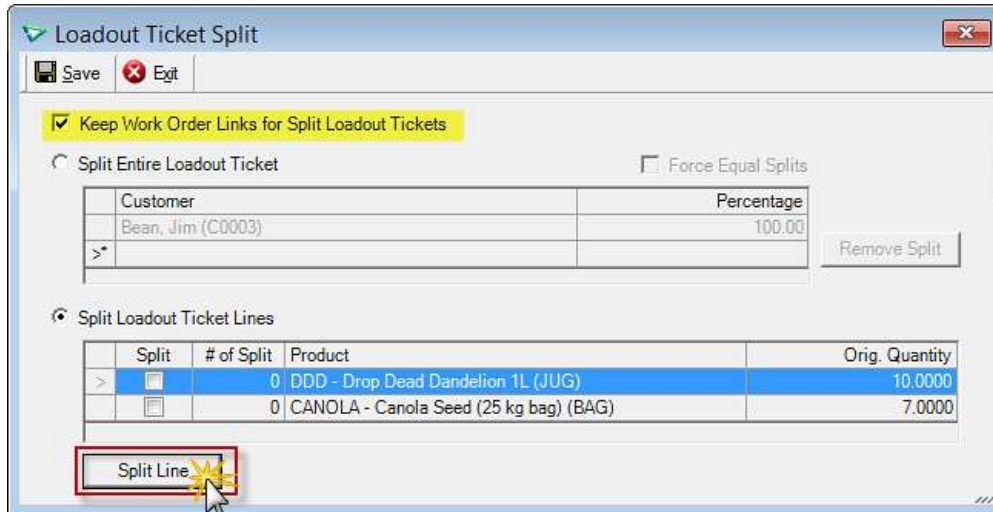 Loadout Ticket Split
Save Exit
Keep Work Order Links for Split Loadout Tickets
Split Entire Loadout Ticket Force Equal Splits
Customer Percentage
Bean, Jim (C0003) 100.00
>*
Remove Split
Split Loadout Ticket Lines
Split # of Split Product Orig. Quantity
> 0 DDD - Drop Dead Dandelion 1L (JUG) 10.0000
0 CANOLA - Canola Seed (25 kg bag) (BAG) 7.0000
Split Line